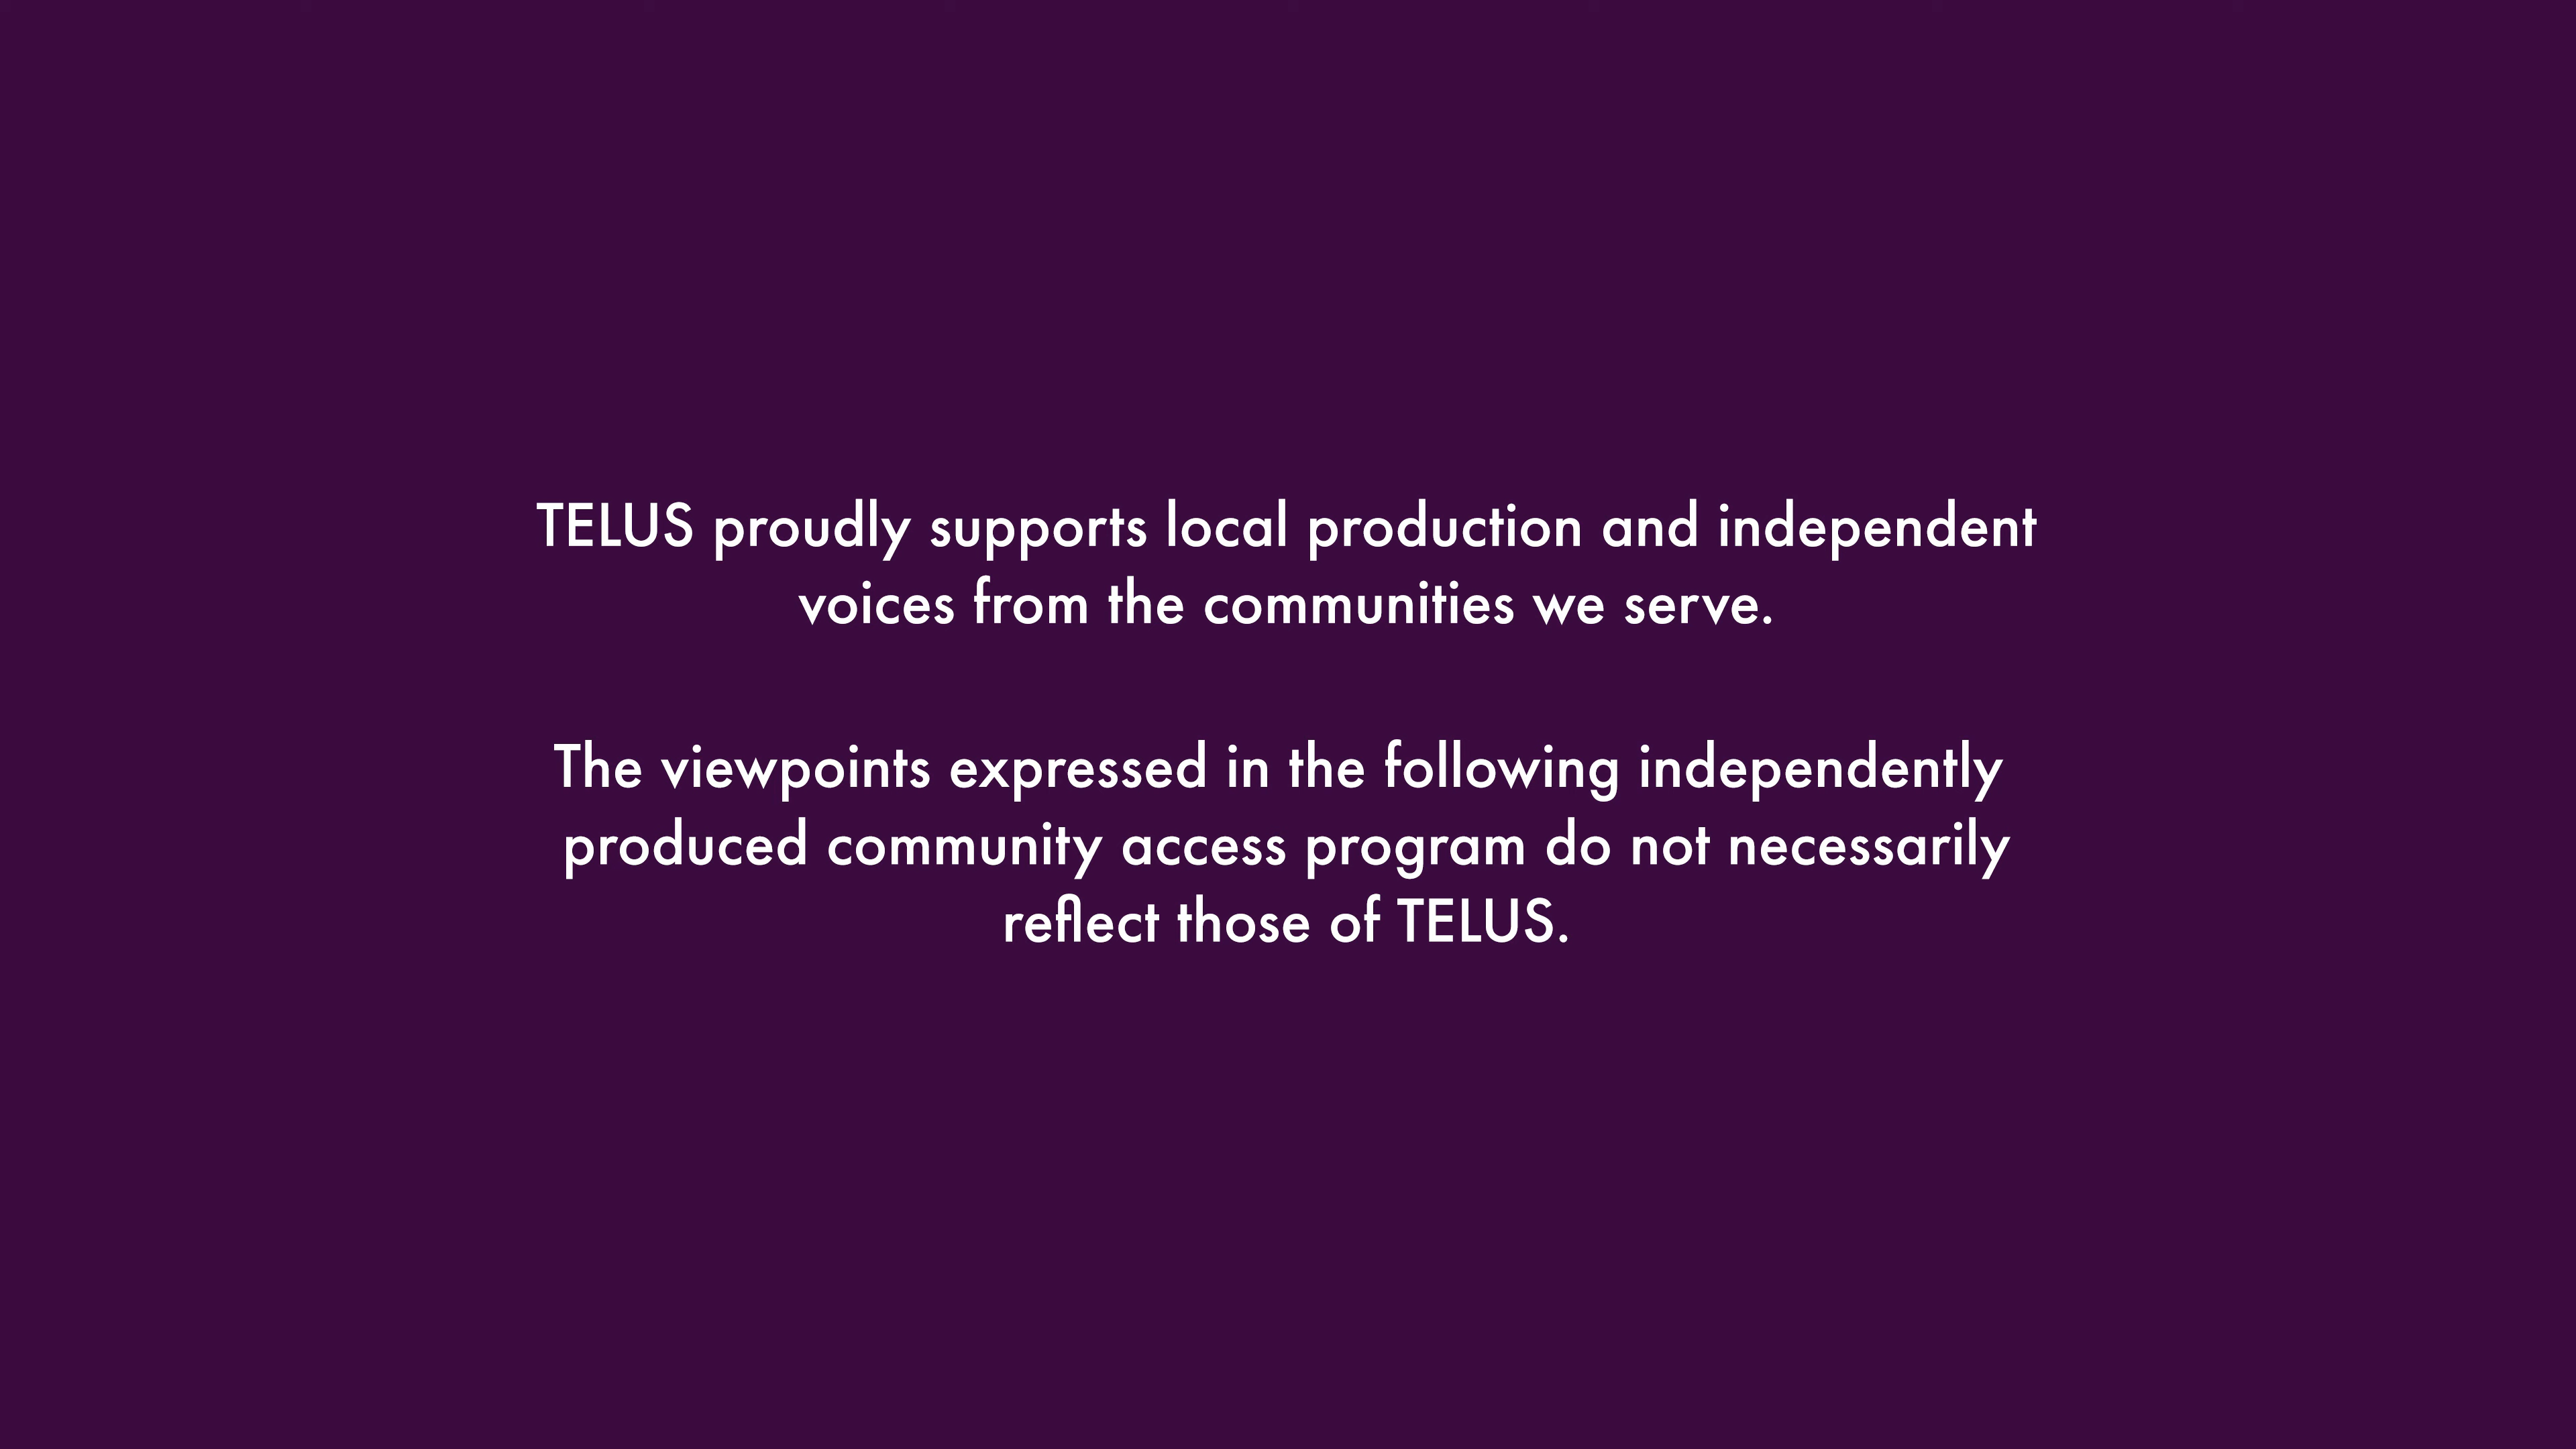 TELUS proudly supports local production and independent
voices from the communities we serve.
The viewpoints expressed in the following independently
produced community access program do not necessarily
reflect those of TELUS.